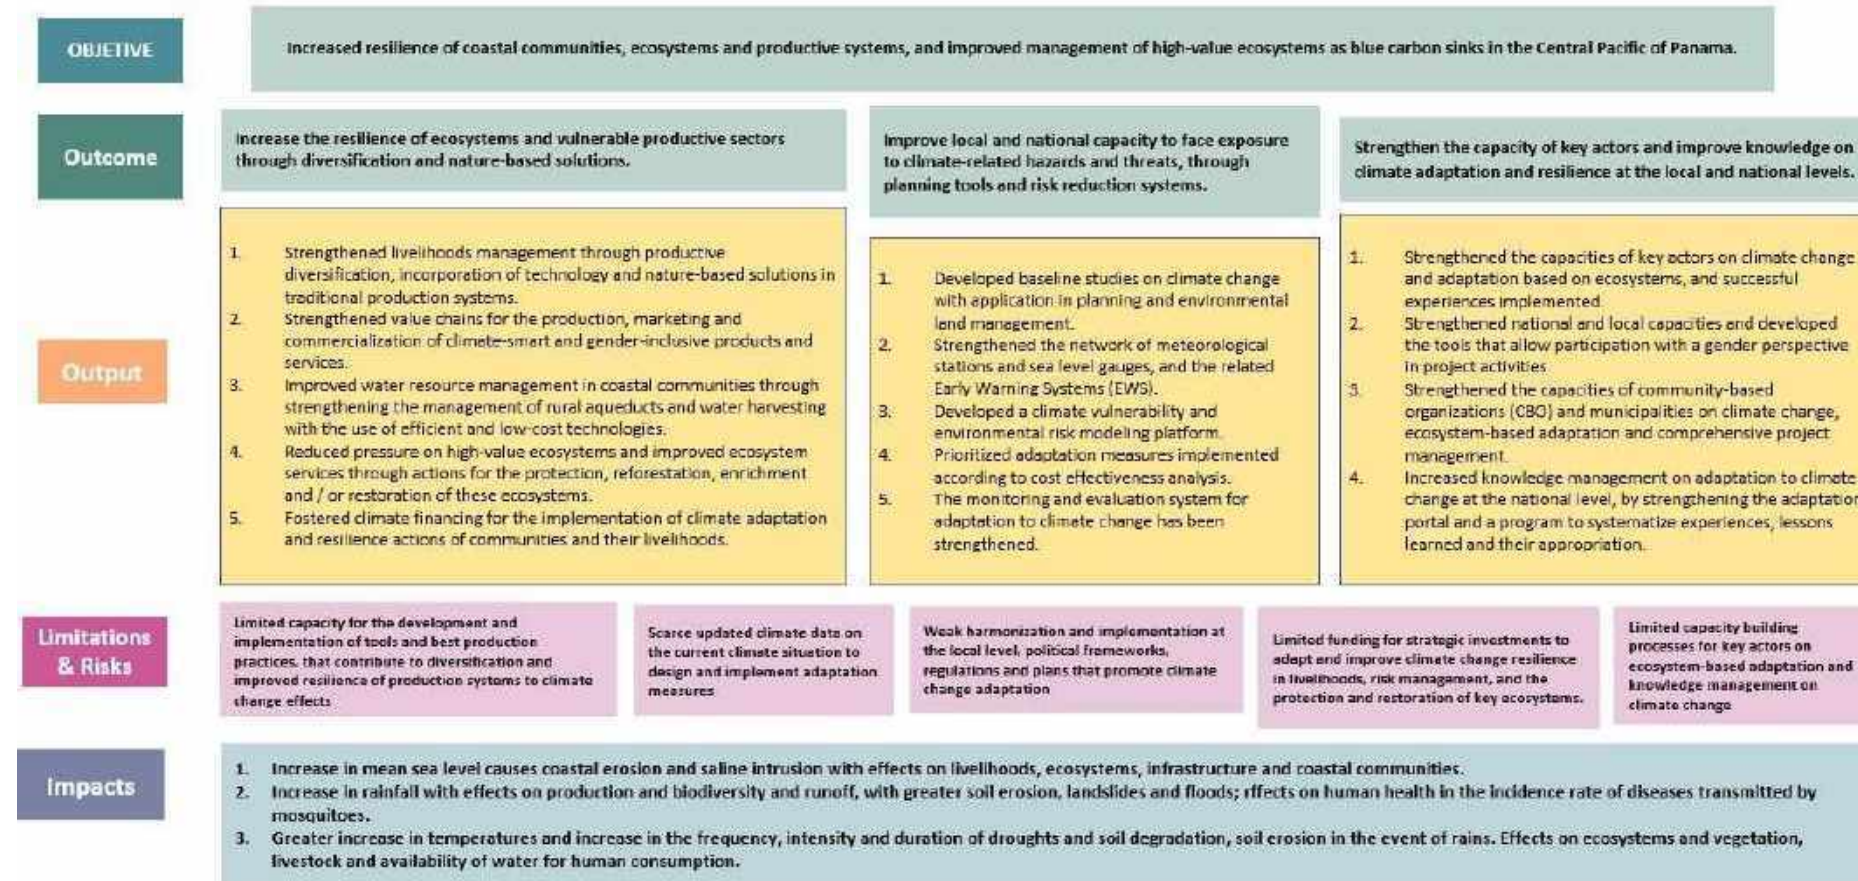 OBJETIVE
Increased resilience of coastal communities, ecosystems and productive systems, and improved management of high-value ecosystems as blue carbon sinks in the Central Pacific of Panama.
Outcome
Increase the resilience of ecosystems and vulnerable productive sectors
through diversification and nature-based solutions.
Improve local and national capacity to face exposure
to climate-related hazards and threats, through
planning tools and risk reduction systems.
Strengthen the capacity of key actors and improve knowledge on
climate adaptation and resilience at the local and national levels.
Output
1. Strengthened livelihoods management through productive
diversification, incorporation of technology and nature-based solutions in
traditional production systems.
2. Strengthened value chains for the production, marketing and
commercialization of climate-smart and gender-inclusive products and
services.
3. Improved water resource management in coastal communities through
strengthening the management of rural aqueducts and water harvesting
with the use of efficient and low-cost technologies.
4. Reduced pressure on high-value ecosystems and improved ecosystem
services through actions for the protection, reforestation, enrichment
and / or restoration of these ecosystems.
5. Fostered climate financing for the implementation of climate adaptation
and resilience actions of communities and their livelihoods.
1. Developed baseline studies on climate change
with application in planning and environmental
land management.
2. Strengthened the network of meteorological
stations and sea level gauges, and the related
Early Warning Systems (EWS).
3. Developed a climate vulnerability and
environmental risk modeling platform.
4. Prioritized adaptation measures implemented
according to cost effectiveness analysis.
5. The monitoring and evaluation system for
adaptation to climate change has been
strengthened.
1. Strengthened the capacities of key actors on climate change
and adaptation based on ecosystems, and successful
experiences implemented.
2. Strengthened national and local capacities and developed
the tools that allow participation with a gender perspective
in project activities
3. Strengthened the capacities of community-based
organizations (CBO) and municipalities on climate change,
ecosystem-based adaptation and comprehensive project
management.
4. Increased knowledge management on adaptation to climate
change at the national level, by strengthening the adaptation
portal and a program to systematize experiences, lessons
learned and their appropriation.
Limitations
& Risks
Limited capacity for the development and
implementation of tools and best production
practices, that contribute to diversification and
improved resilience of production systems to climate
change effects
Scarce updated climate data on
the current climate situation to
design and implement adaptation
measures
Weak harmonization and implementation at
the local level, political frameworks,
regulations and plans that promote climate
change adaptation
Limited funding for strategic investments to
adapt and improve climate change resilience
in livelihoods, risk management, and the
protection and restoration of key ecosystems.
Limited capacity building
processes for key actors on
ecosystem-based adaptation and
knowledge management on
climate change
Impacts
1. Increase in mean sea level causes coastal erosion and saline intrusion with effects on livelihoods, ecosystems, infrastructure and coastal communities.
2. Increase in rainfall with effects on production and biodiversity and runoff, with greater soil erosion, landslides and floods; rffects on human health in the incidence rate of diseases transmitted by
mosquitoes.
3. Greater increase in temperatures and increase in the frequency, intensity and duration of droughts and soil degradation, soil erosion in the event of rains. Effects on ecosystems and vegetation,
livestock and availability of water for human consumption.